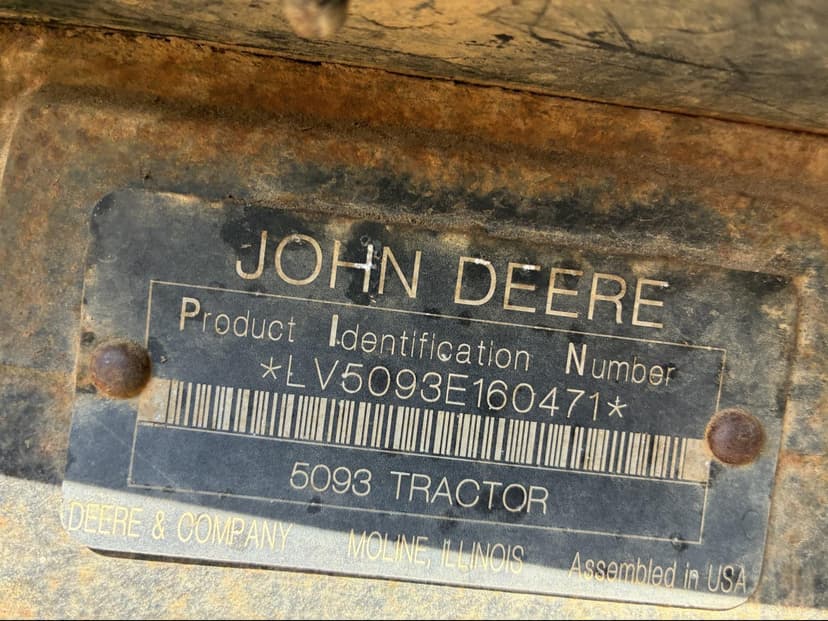 JOHN DEERE
Product Identification Number
*LV5093E160471*
5093 TRACTOR
DEERE & COMPANY MOLINE, ILLINOIS Assembled in USA